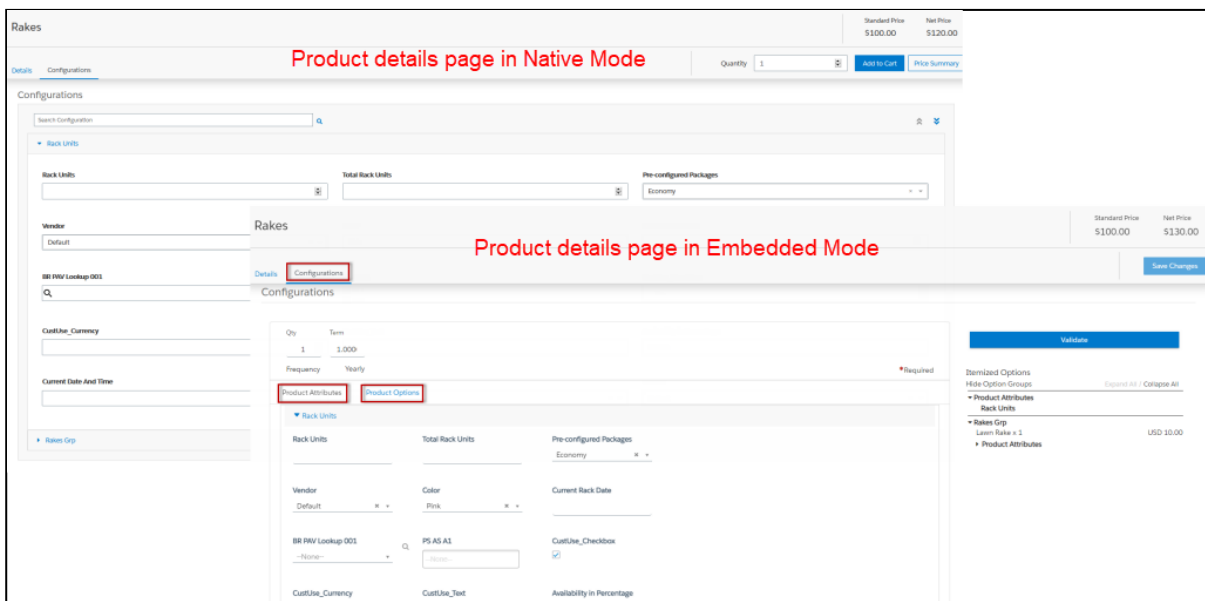 Rakes
Standard Price Net Price
$100.00 $120.00
Product details page in Native Mode
Details Configurations
Quantity 1 Add to Cart Price Summary
Configurations
Search Configuration
Rack Units
Rack Units Total Rack Units Pre-configured Packages
Economy
Vendor
Default
BR PAV Lookup 001
CustUse_Currency
Current Date And Time
Rakes Grp
Rakes
Standard Price Net Price
$100.00 $130.00
Product details page in Embedded Mode
Details Configurations
Save Changes
Configurations
Qty Term
1 1.000
Validate
Frequency Yearly
*Required
Itemized Options
Hide Option Groups Expand All / Collapse All
Product Attributes Product Options
Product Attributes
Rack Units
Rakes Grp
Lawn Rake x 1 USD 10.00
Product Attributes
Rack Units
Rack Units Total Rack Units Pre-configured Packages
Economy
Vendor Color Current Rack Date
Default Pink
BR PAV Lookup 001 PS AS A1 CustUse_Checkbox
--None-- --None--
CustUse_Currency CustUse_Text Availability in Percentage